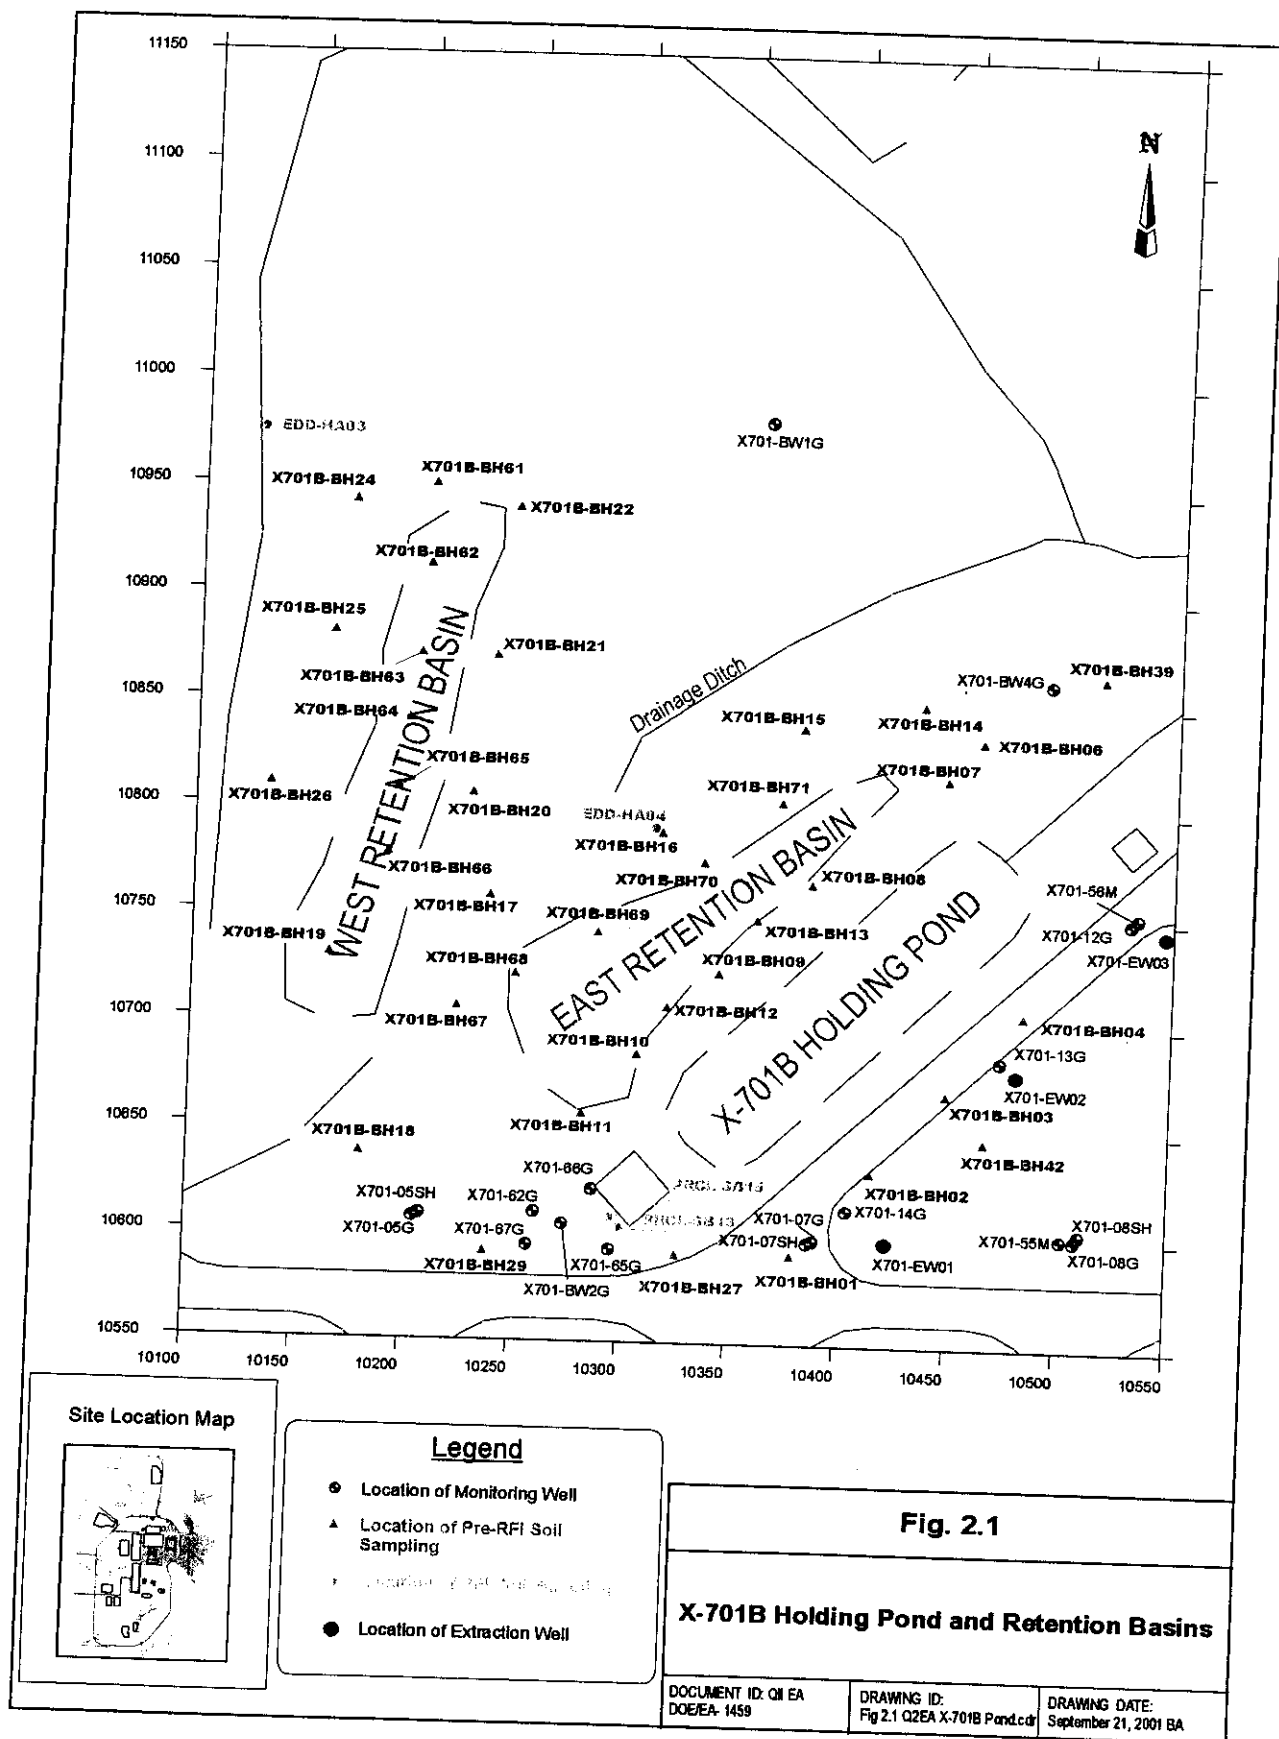 11150
11100
11050
11000
10950
10900
10850
10800
10750
10700
10650
10600
10550
10100
10150
10200
10250
10300
10350
10400
10450
10500
10550
N
EDD-HA03
X701-BW1G
X701B-BH24
X701B-BH61
X701B-BH22
X701B-BH62
X701B-BH25
X701B-BH21
X701B-BH63
X701B-BH64
X701B-BH65
X701B-BH26
X701B-BH20
WEST RETENTION BASIN
X701B-BH66
X701B-BH17
X701B-BH19
X701B-BH68
X701B-BH67
Drainage Ditch
X701-BW4G
X701B-BH39
X701B-BH15
X701B-BH14
X701B-BH06
X701B-BH07
X701B-BH71
EDD-HA04
X701B-BH16
X701B-BH70
X701B-BH08
X701B-BH69
X701B-BH13
X701B-BH09
EAST RETENTION BASIN
X701B-BH12
X701B-BH10
X-701B HOLDING POND
X701-56M
X701-12G
X701-EW03
X701B-BH04
X701-13G
X701-EW02
X701B-BH03
X701B-BH42
X701B-BH11
X701B-BH18
X701-66G
X701B-BH02
X701-05SH
X701-62G
X701-05G
X701-67G
X701-07G
X701-14G
X701-08SH
X701-07SH
X701-55M
X701B-BH29
X701-65G
X701-EW01
X701-08G
X701-BW2G
X701B-BH27
X701B-BH01
Site Location Map
Legend
Location of Monitoring Well
Location of Pre-RFI Soil
Sampling
Location of Extraction Well
Fig. 2.1
X-701B Holding Pond and Retention Basins
DOCUMENT ID: QII EA
DOE/EA- 1459
DRAWING ID:
Fig 2.1 Q2EA X-701B Pond.cdr
DRAWING DATE:
September 21, 2001 BA